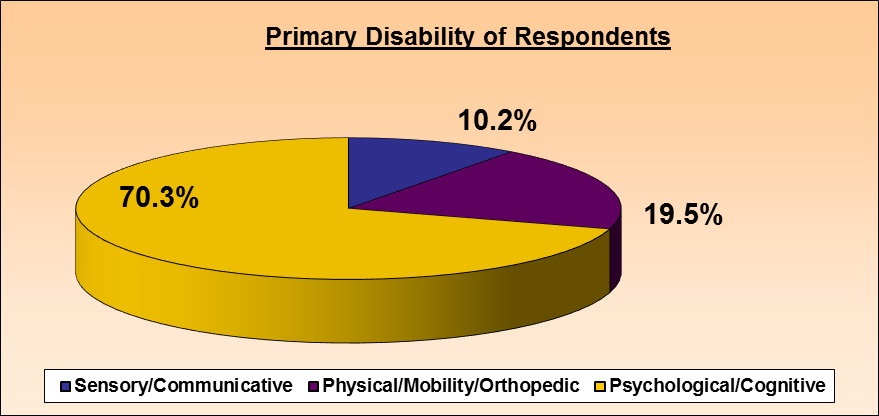 Primary Disability of Respondents
10.2%
70.3%
19.5%
Sensory/Communicative Physical/Mobility/Orthopedic Psychological/Cognitive